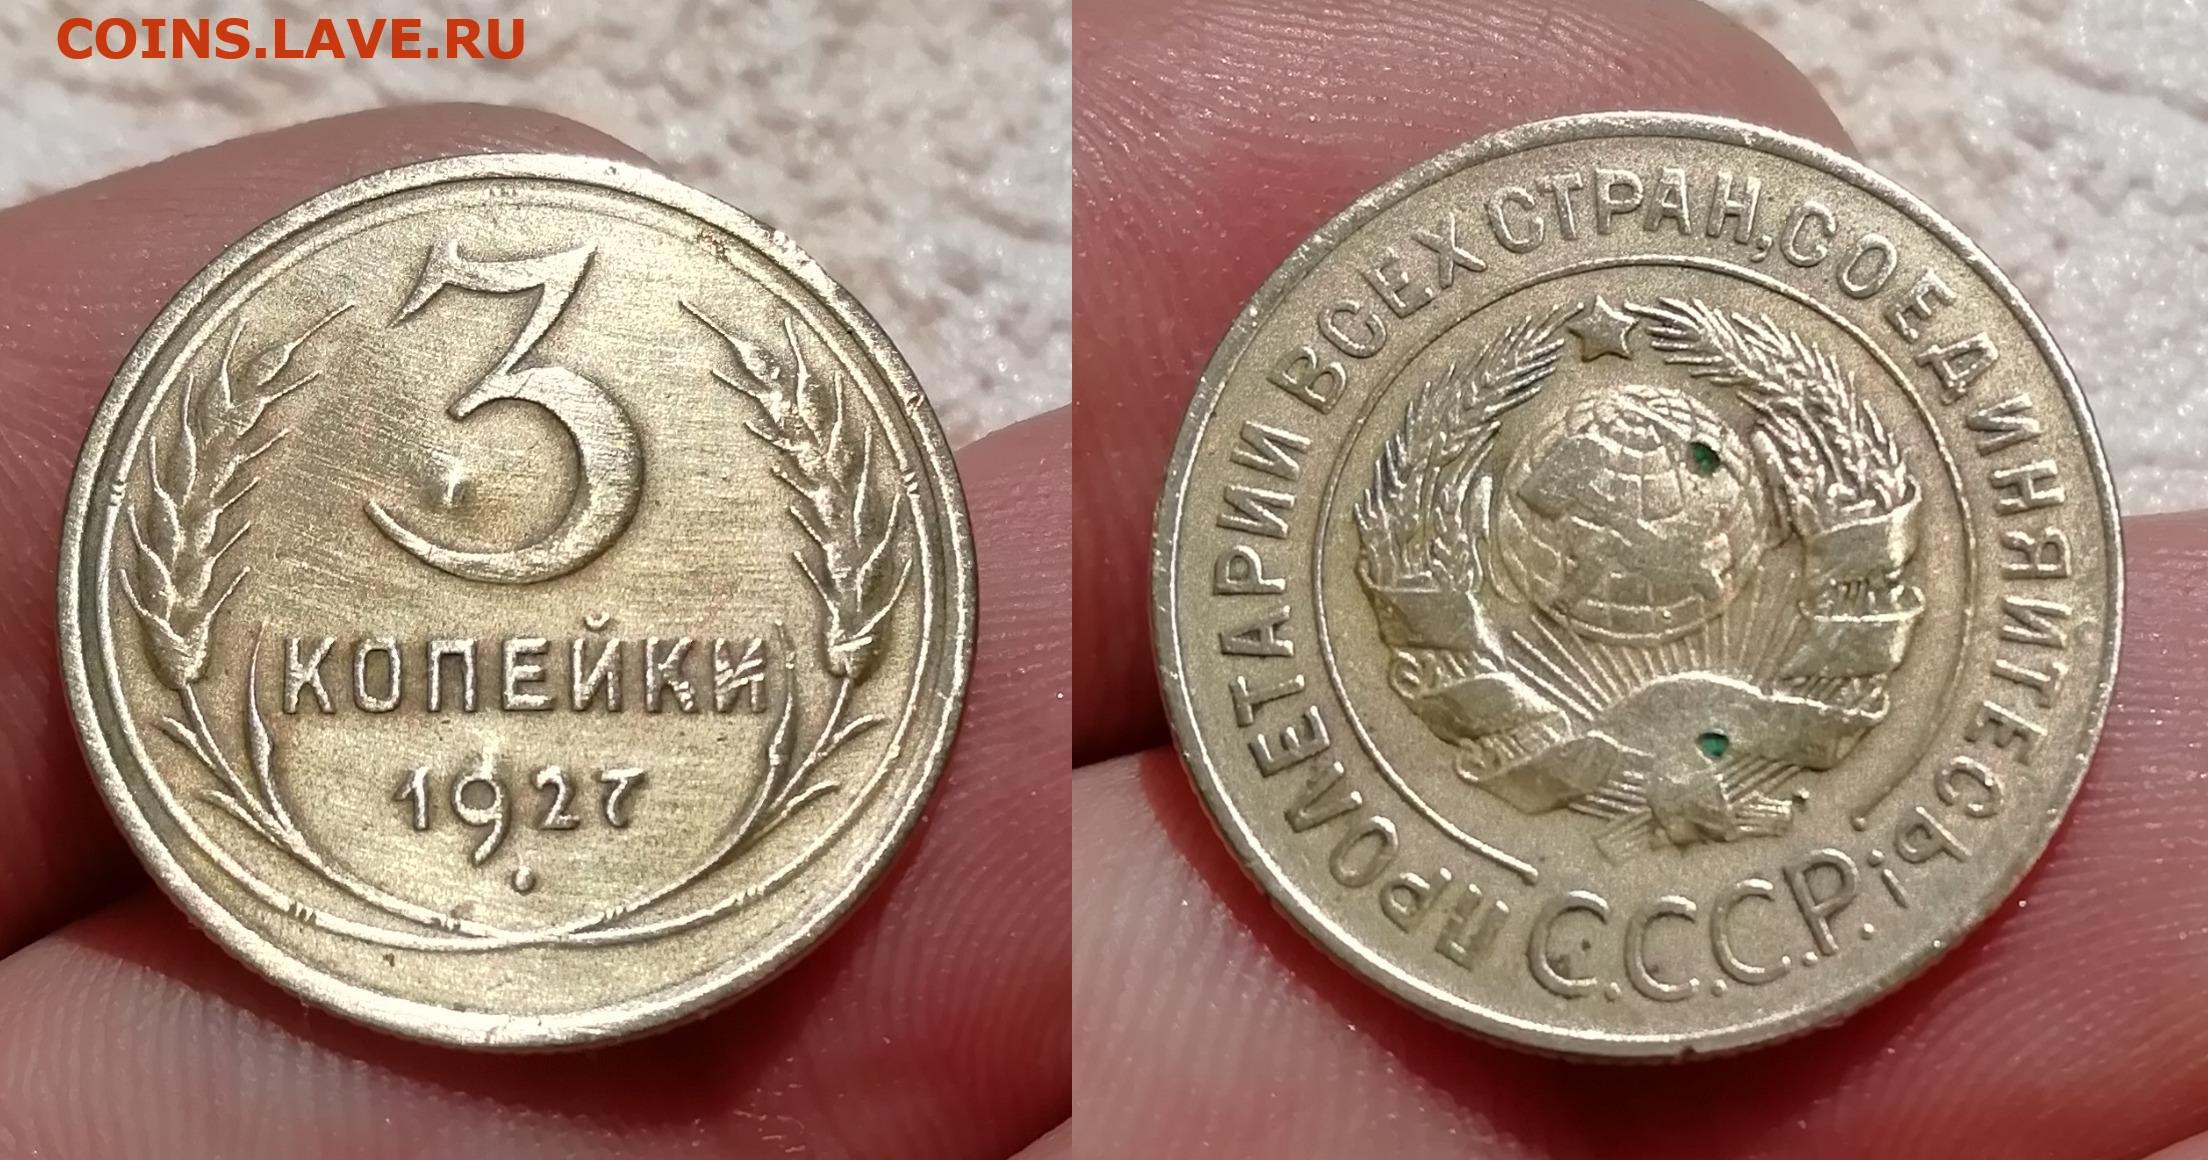 COINS.LAVE.RU
3
КОПЕЙКИ
1927
ПРОЛЕТАРИИ ВСЕХ СТРАН, СОЕДИНЯЙТЕСЬ!
С.С.С.Р.